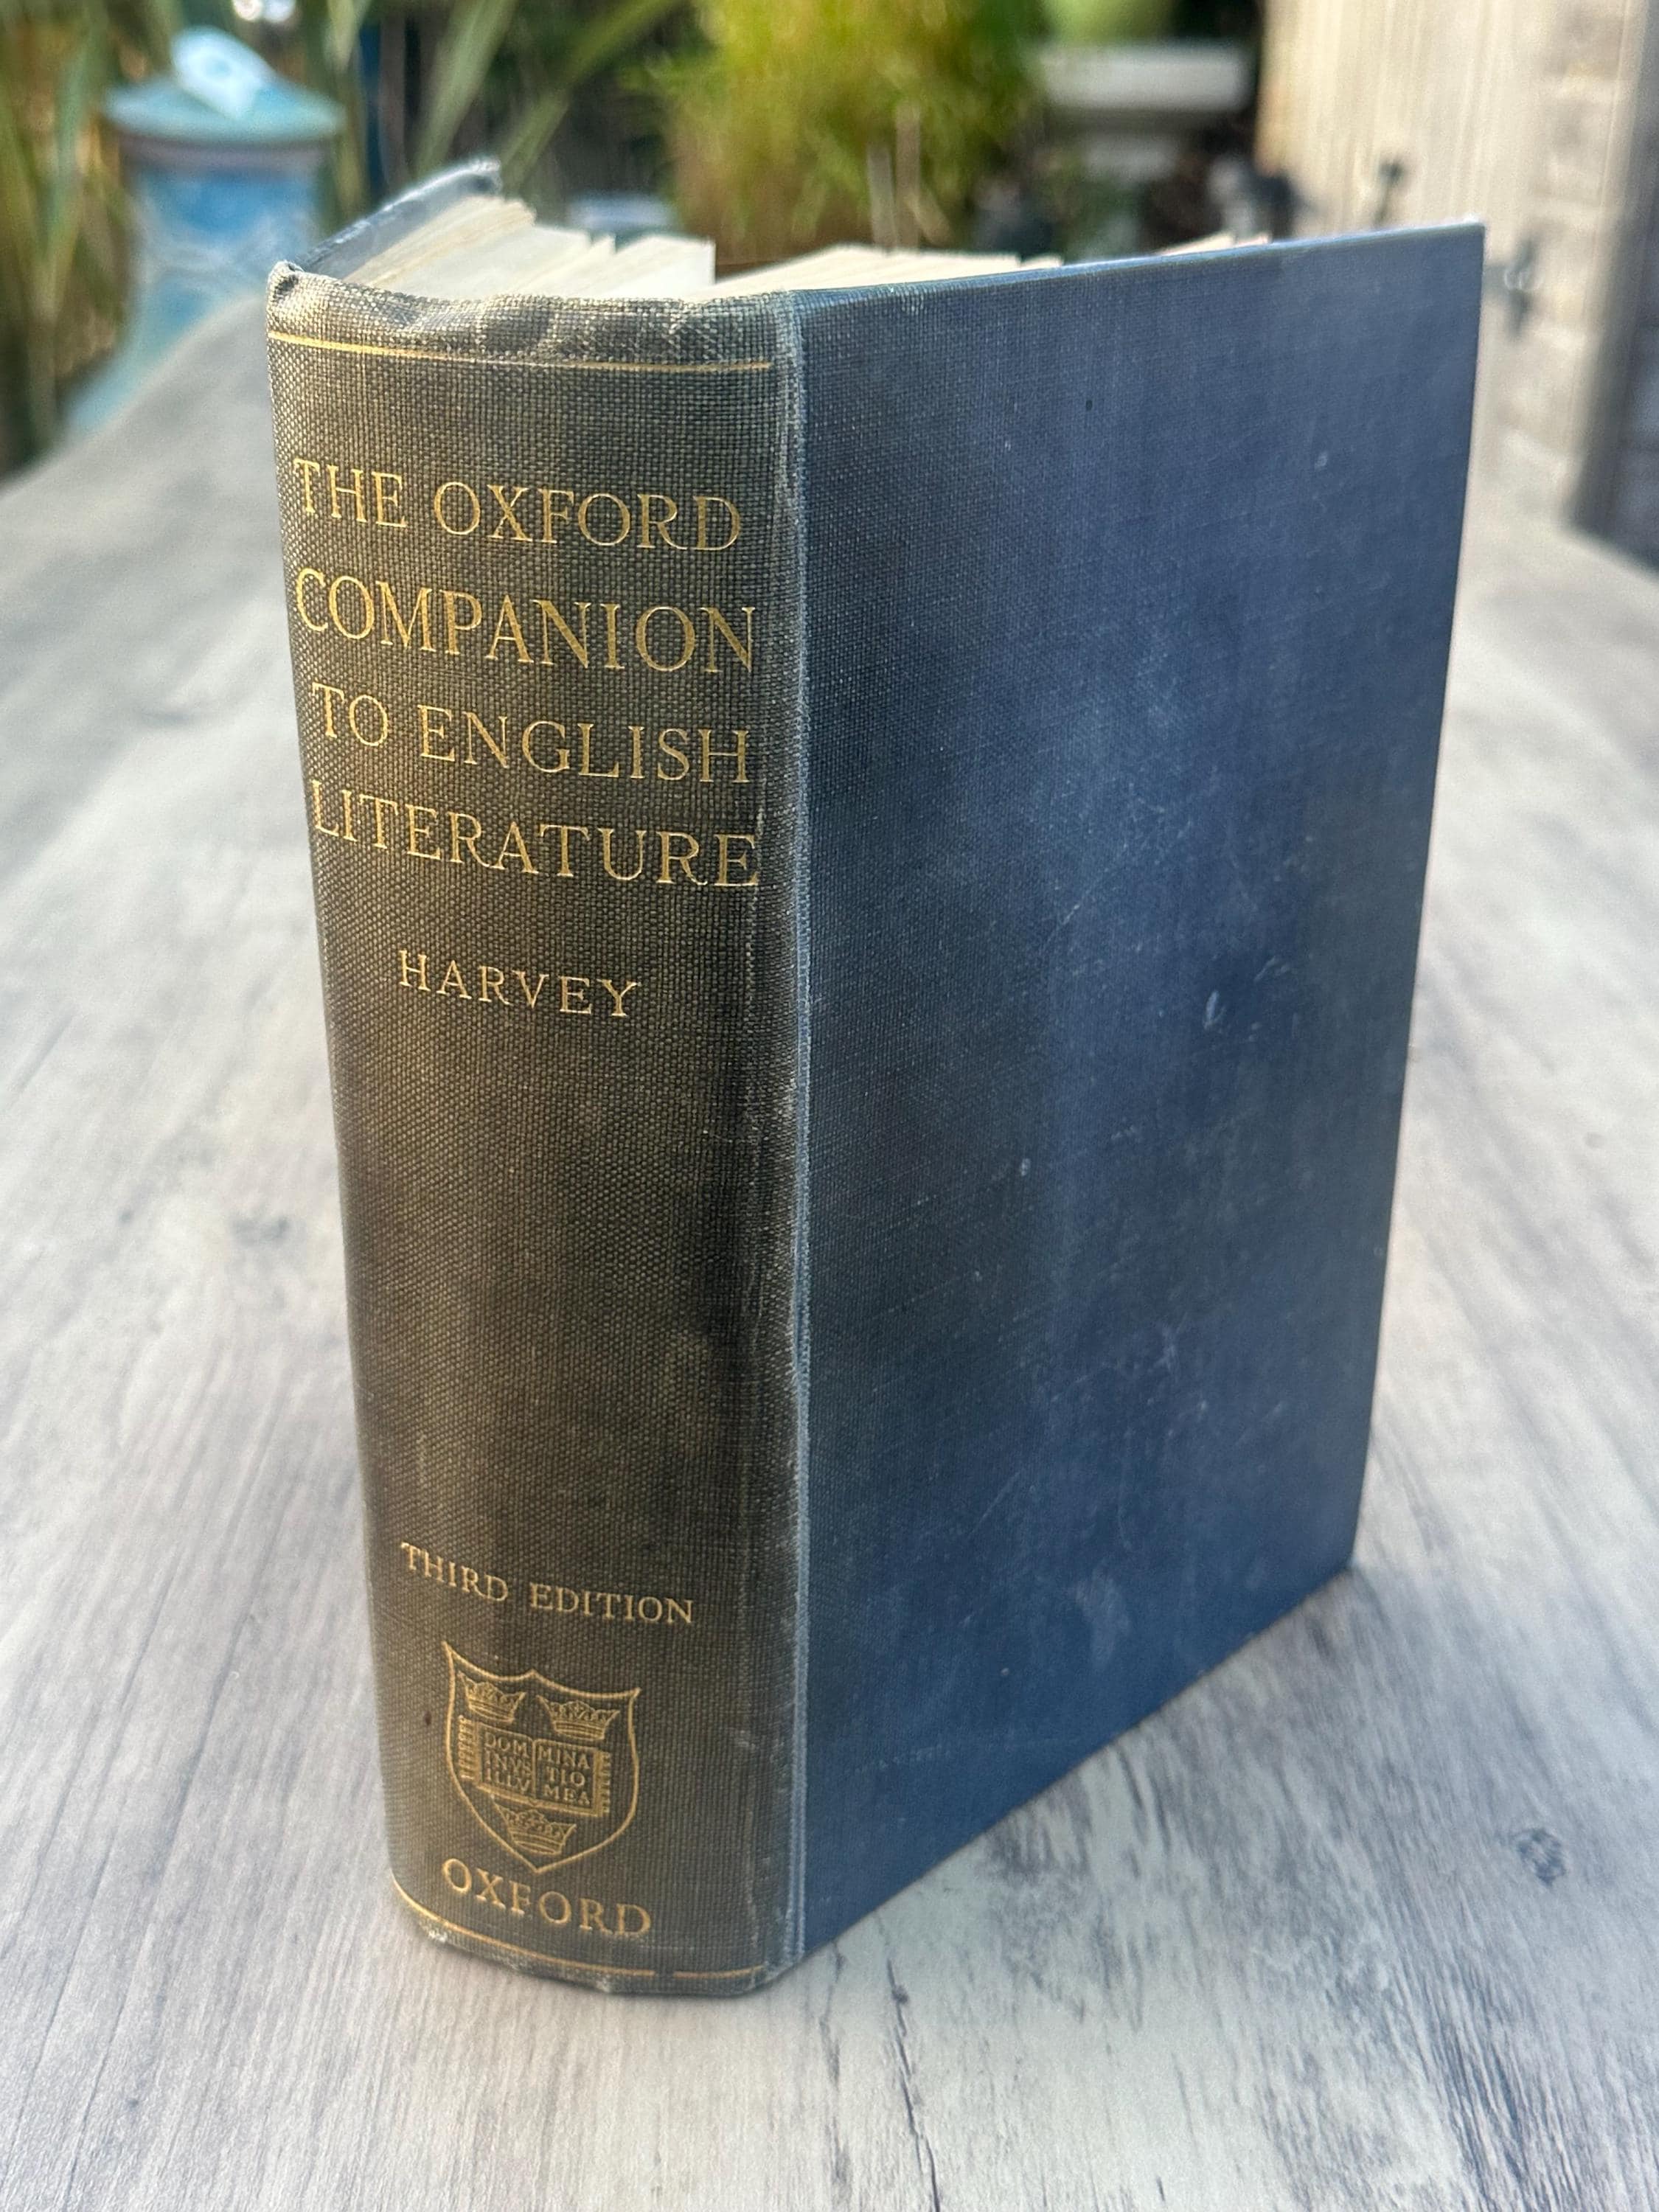 THE OXFORD
COMPANION
TO ENGLISH
LITERATURE
HARVEY
THIRD EDITION
DOM MINA
INVS TIO
ILLV MEA
OXFORD